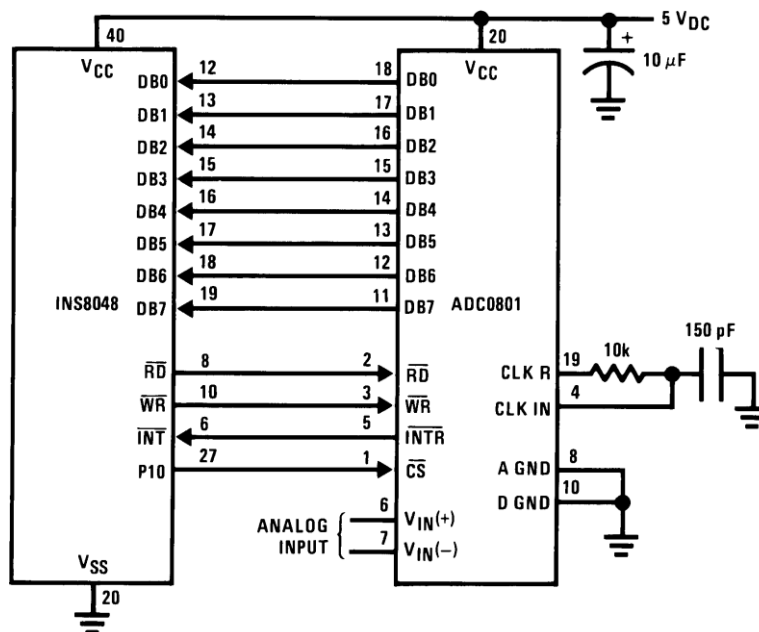 5 VDC
40
20
+
10 µF
VCC
VCC
DB0 12 18 DB0
DB1 13 17 DB1
DB2 14 16 DB2
DB3 15 15 DB3
DB4 16 14 DB4
DB5 17 13 DB5
DB6 18 12 DB6
INS8048
DB7 19 11 DB7
ADC0801
150 pF
10k
RD 8 2 RD
19
CLK R
WR 10 3 WR
4
CLK IN
INT 6 5 INTR
P10 27 1 CS
8
A GND
10
D GND
ANALOG
INPUT
6 VIN(+)
7 VIN(−)
VSS
20